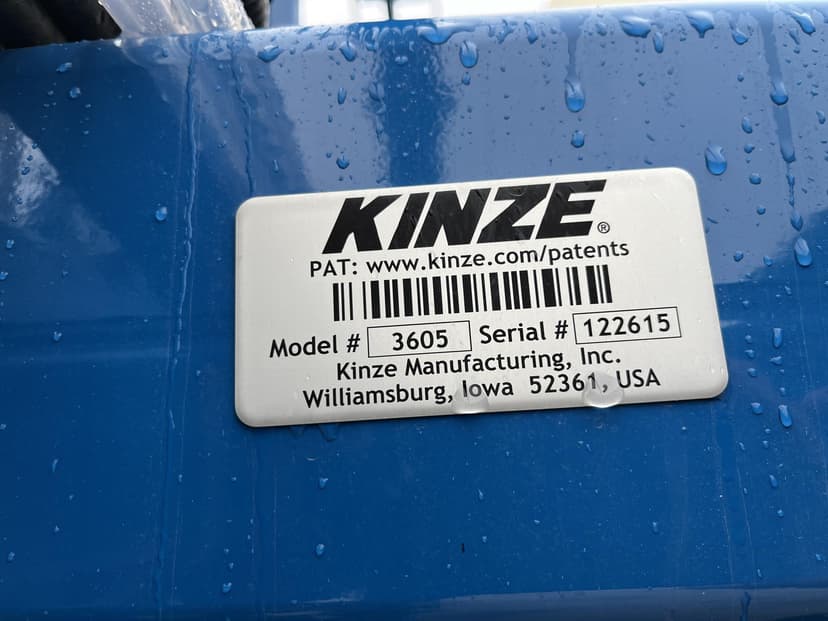 KINZE®
PAT: www.kinze.com/patents
Model # 3605 Serial # 122615
Kinze Manufacturing, Inc.
Williamsburg, Iowa 52361, USA